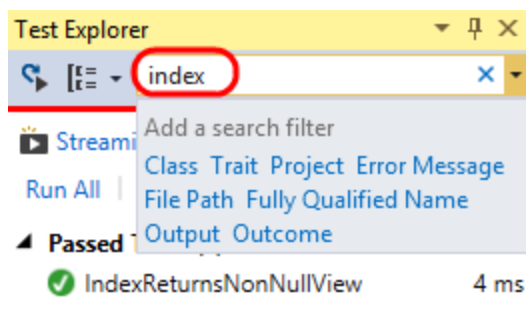 Test Explorer
index
Add a search filter
Streami Class Trait Project Error Message
Run All File Path Fully Qualified Name
Passed Output Outcome
IndexReturnsNonNullView 4 ms